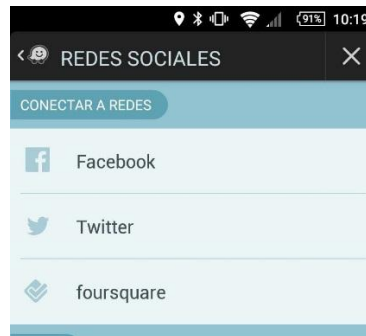 91% 10:19
REDES SOCIALES
CONECTAR A REDES
Facebook
Twitter
foursquare